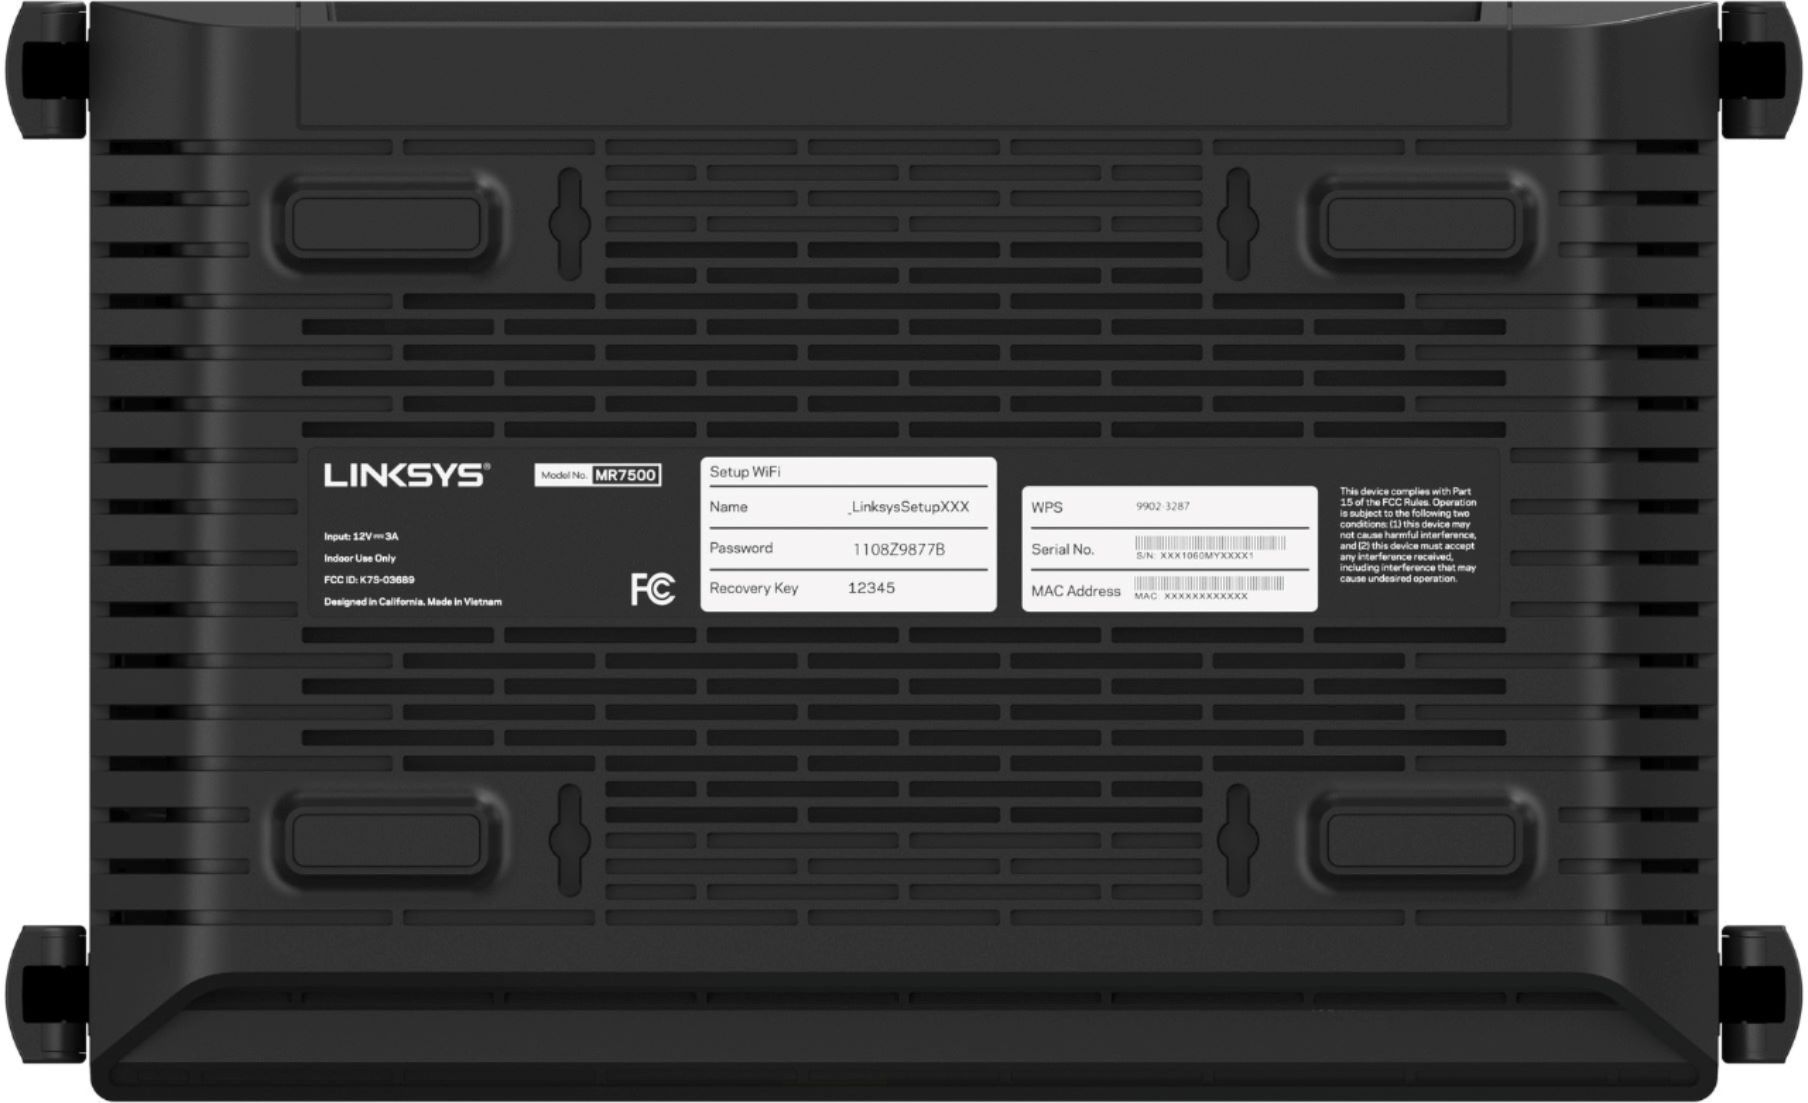 LINKSYS®
Model No. MR7500
Input: 12V⎓3A
Indoor Use Only
FCC ID: K7S-03689
Designed in California. Made in Vietnam
FC
Setup WiFi
Name _LinksysSetupXXX
Password 1108Z9877B
Recovery Key 12345
WPS 9902-3287
Serial No. S/N: XXX1060MYXXXX1
MAC Address MAC: XXXXXXXXXXXX
This device complies with Part
15 of the FCC Rules. Operation
is subject to the following two
conditions: (1) this device may
not cause harmful interference,
and (2) this device must accept
any interference received,
including interference that may
cause undesired operation.